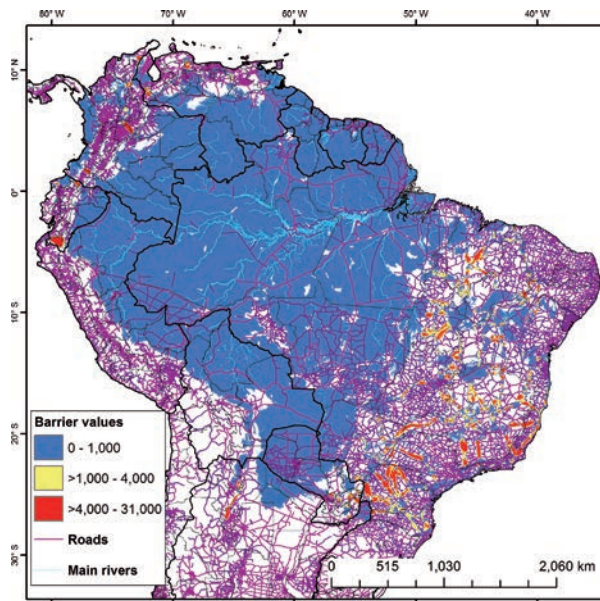 80°W 70°W 60°W 50°W 40°W
10°N
0°
10°S
20°S
30°S
Barrier values
0 - 1,000
>1,000 - 4,000
>4,000 - 31,000
Roads
Main rivers
0 515 1,030 2,060 km